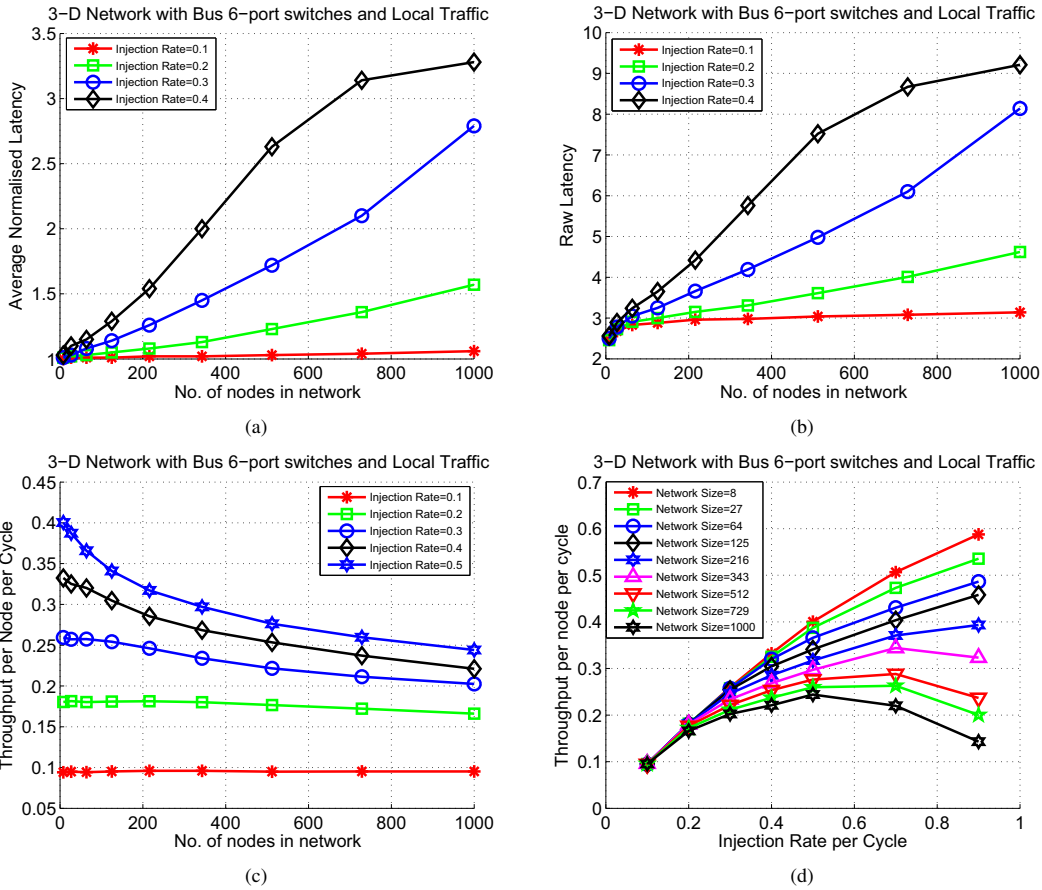 3-D Network with Bus 6-port switches and Local Traffic
3.5
3
2.5
2
1.5
1
Average Normalised Latency
Injection Rate=0.1
Injection Rate=0.2
Injection Rate=0.3
Injection Rate=0.4
0 200 400 600 800 1000
No. of nodes in network
(a)
3-D Network with Bus 6-port switches and Local Traffic
10
9
8
7
6
5
4
3
2
Raw Latency
Injection Rate=0.1
Injection Rate=0.2
Injection Rate=0.3
Injection Rate=0.4
0 200 400 600 800 1000
No. of nodes in network
(b)
3-D Network with Bus 6-port switches and Local Traffic
0.45
0.4
0.35
0.3
0.25
0.2
0.15
0.1
0.05
Throughput per Node per Cycle
Injection Rate=0.1
Injection Rate=0.2
Injection Rate=0.3
Injection Rate=0.4
Injection Rate=0.5
0 200 400 600 800 1000
No. of nodes in network
(c)
3-D Network with Bus 6-port switches and Local Traffic
0.7
0.6
0.5
0.4
0.3
0.2
0.1
0
Throughput per node per cycle
Network Size=8
Network Size=27
Network Size=64
Network Size=125
Network Size=216
Network Size=343
Network Size=512
Network Size=729
Network Size=1000
0 0.2 0.4 0.6 0.8 1
Injection Rate per Cycle
(d)